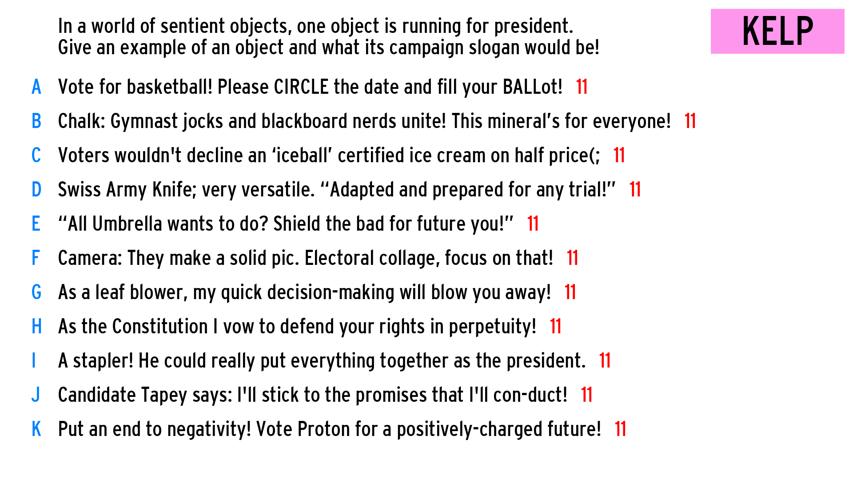 In a world of sentient objects, one object is running for president.
Give an example of an object and what its campaign slogan would be!
KELP
A Vote for basketball! Please CIRCLE the date and fill your BALLot! 11
B Chalk: Gymnast jocks and blackboard nerds unite! This mineral's for everyone! 11
C Voters wouldn't decline an ‘iceball’ certified ice cream on half price(; 11
D Swiss Army Knife; very versatile. “Adapted and prepared for any trial!” 11
E “All Umbrella wants to do? Shield the bad for future you!” 11
F Camera: They make a solid pic. Electoral collage, focus on that! 11
G As a leaf blower, my quick decision-making will blow you away! 11
H As the Constitution I vow to defend your rights in perpetuity! 11
I A stapler! He could really put everything together as the president. 11
J Candidate Tapey says: I'll stick to the promises that I'll con-duct! 11
K Put an end to negativity! Vote Proton for a positively-charged future! 11